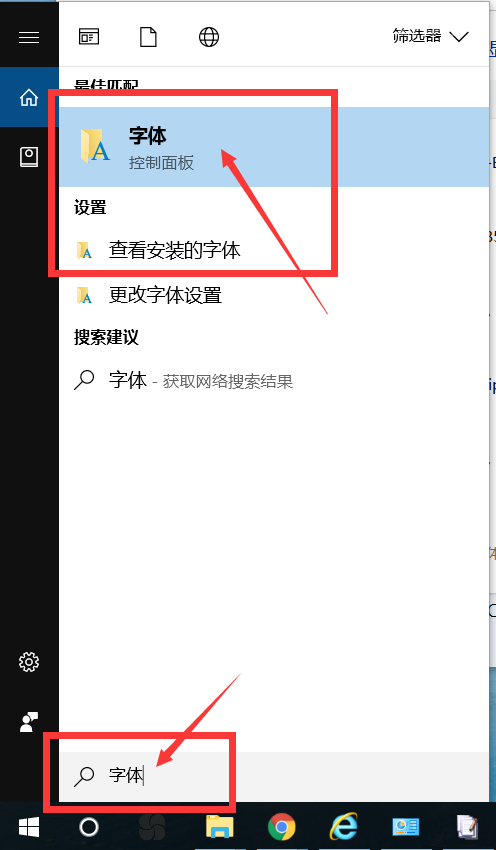 筛选器
最佳匹配
字体
控制面板
设置
查看安装的字体
更改字体设置
搜索建议
字体 - 获取网络搜索结果
字体